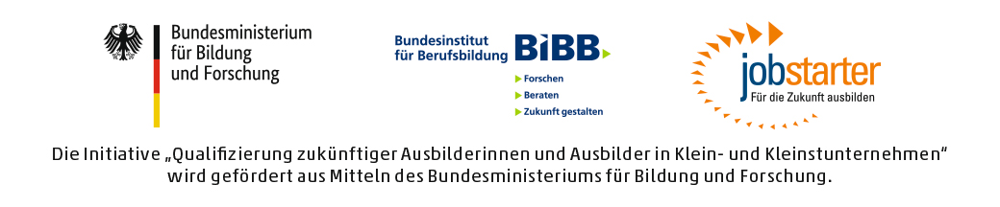 Bundesministerium
für Bildung
und Forschung
Bundesinstitut
für Berufsbildung
BiBB
Forschen
Beraten
Zukunft gestalten
jobstarter
Für die Zukunft ausbilden
Die Initiative „Qualifizierung zukünftiger Ausbilderinnen und Ausbilder in Klein- und Kleinstunternehmen“
wird gefördert aus Mitteln des Bundesministeriums für Bildung und Forschung.